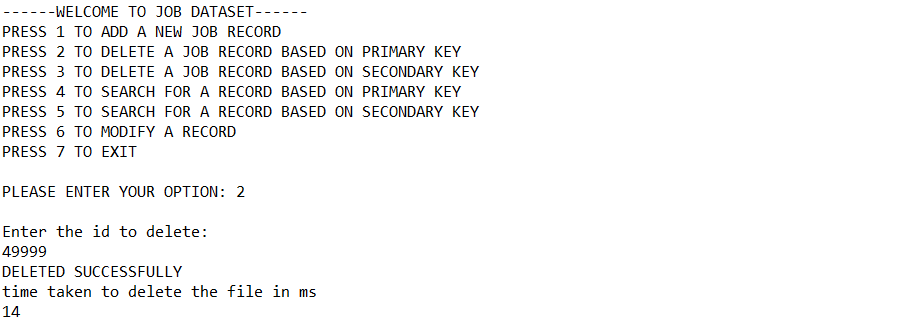 ------WELCOME TO JOB DATASET------
PRESS 1 TO ADD A NEW JOB RECORD
PRESS 2 TO DELETE A JOB RECORD BASED ON PRIMARY KEY
PRESS 3 TO DELETE A JOB RECORD BASED ON SECONDARY KEY
PRESS 4 TO SEARCH FOR A RECORD BASED ON PRIMARY KEY
PRESS 5 TO SEARCH FOR A RECORD BASED ON SECONDARY KEY
PRESS 6 TO MODIFY A RECORD
PRESS 7 TO EXIT

PLEASE ENTER YOUR OPTION: 2

Enter the id to delete:
49999
DELETED SUCCESSFULLY
time taken to delete the file in ms
14